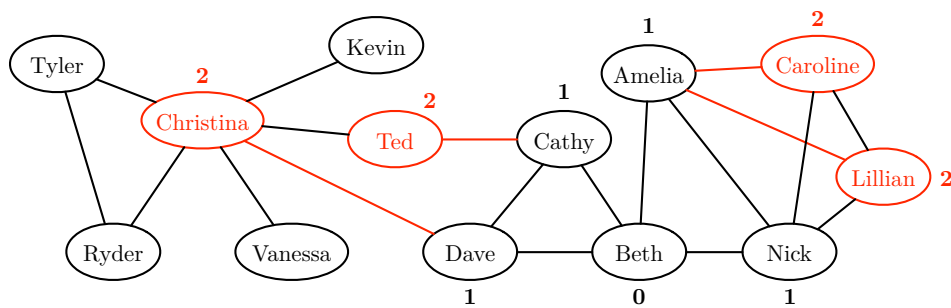 2
1
Kevin
1
Tyler
2
Amelia
Caroline
2
Christina
1
Ted
Cathy
Lillian
2
Ryder
Vanessa
Dave
Beth
Nick
1
0
1